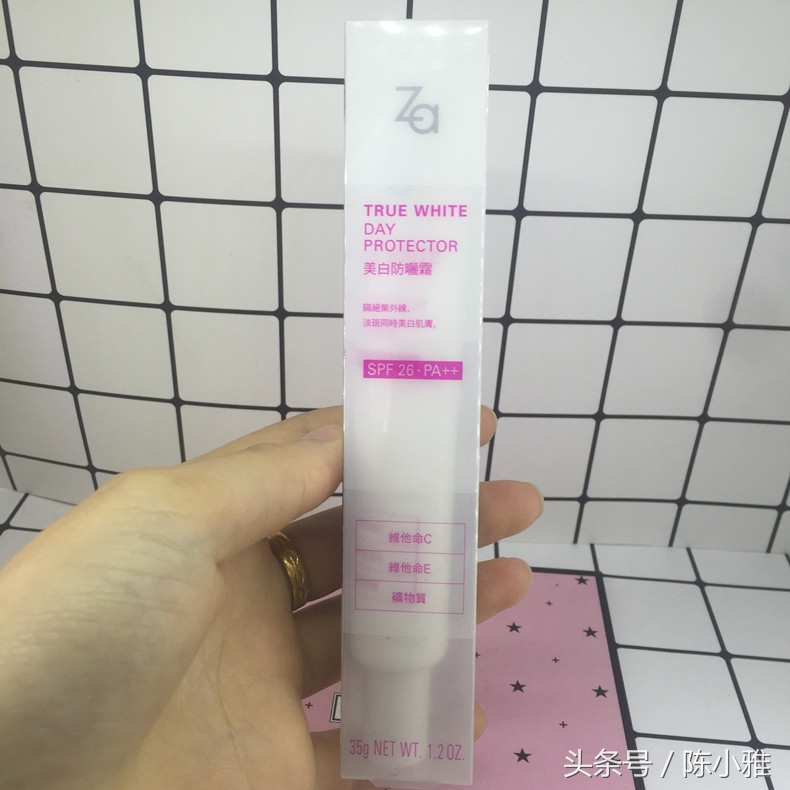 Za
TRUE WHITE
DAY
PROTECTOR
美白防曬霜
隔絕紫外線,
淡斑同時美白肌膚。
SPF 26·PA++
維他命C
維他命E
礦物質
35g NET WT. 1.2 OZ.
头条号 / 陈小雅